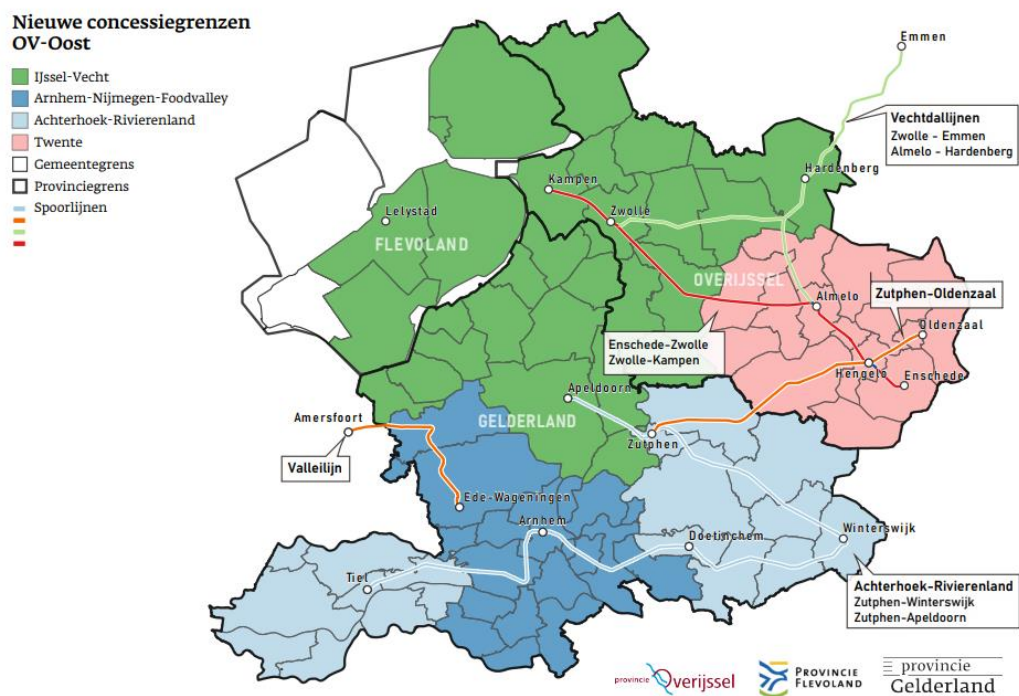 Nieuwe concessiegrenzen
OV-Oost
IJssel-Vecht
Arnhem-Nijmegen-Foodvalley
Achterhoek-Rivierenland
Twente
Gemeentegrens
Provinciegrens
Spoorlijnen
Emmen
Vechtdallijnen
Zwolle - Emmen
Almelo - Hardenberg
Hardenberg
Kampen
Zwolle
Lelystad
FLEVOLAND
OVERIJSSEL
Zutphen-Oldenzaal
Almelo
Oldenzaal
Enschede-Zwolle
Zwolle-Kampen
Hengelo
Enschede
Apeldoorn
Amersfoort
GELDERLAND
Zutphen
Valleilijn
Ede-Wageningen
Arnhem
Doetinchem
Winterswijk
Tiel
Achterhoek-Rivierenland
Zutphen-Winterswijk
Zutphen-Apeldoorn
provincie Overijssel
PROVINCIE
FLEVOLAND
provincie
Gelderland